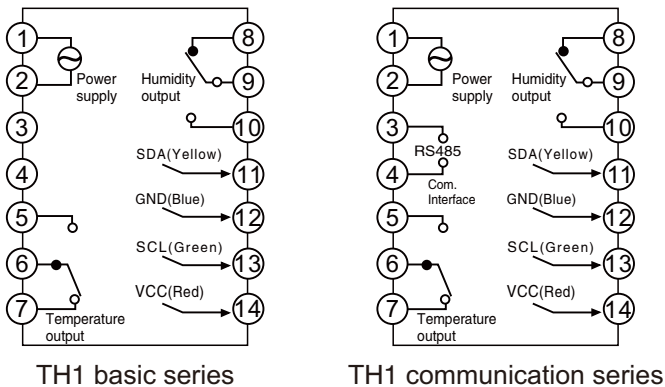 1
2
3
4
5
6
7
Power
supply
Temperature
output
8
9
10
11
12
13
14
Humidity
output
SDA(Yellow)
GND(Blue)
SCL(Green)
VCC(Red)
TH1 basic series
1
2
3
4
5
6
7
Power
supply
RS485
Com.
Interface
Temperature
output
8
9
10
11
12
13
14
Humidity
output
SDA(Yellow)
GND(Blue)
SCL(Green)
VCC(Red)
TH1 communication series